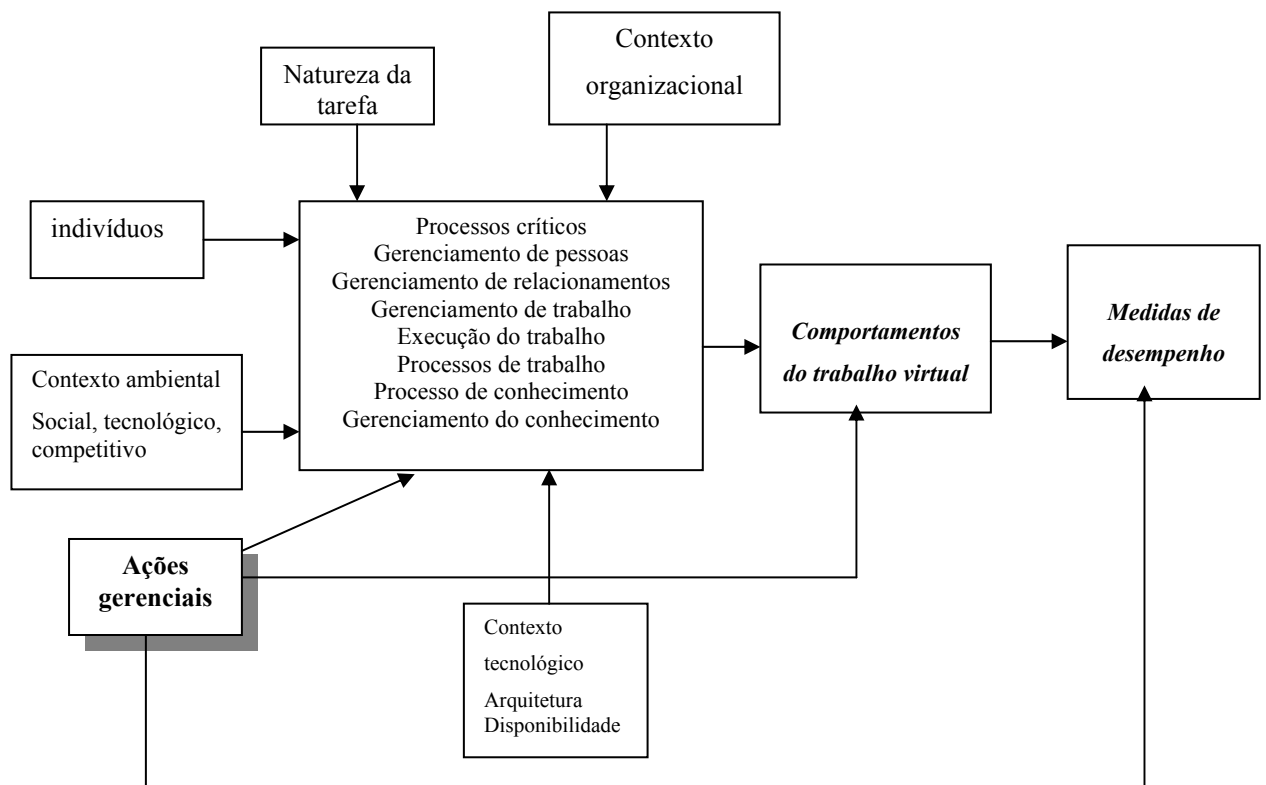 Contexto
organizacional
Natureza da
tarefa
indivíduos
Processos críticos
Gerenciamento de pessoas
Gerenciamento de relacionamentos
Gerenciamento de trabalho
Execução do trabalho
Processos de trabalho
Processo de conhecimento
Gerenciamento do conhecimento
Comportamentos
do trabalho virtual
Medidas de
desempenho
Contexto ambiental
Social, tecnológico,
competitivo
Ações
gerenciais
Contexto
tecnológico
Arquitetura
Disponibilidade